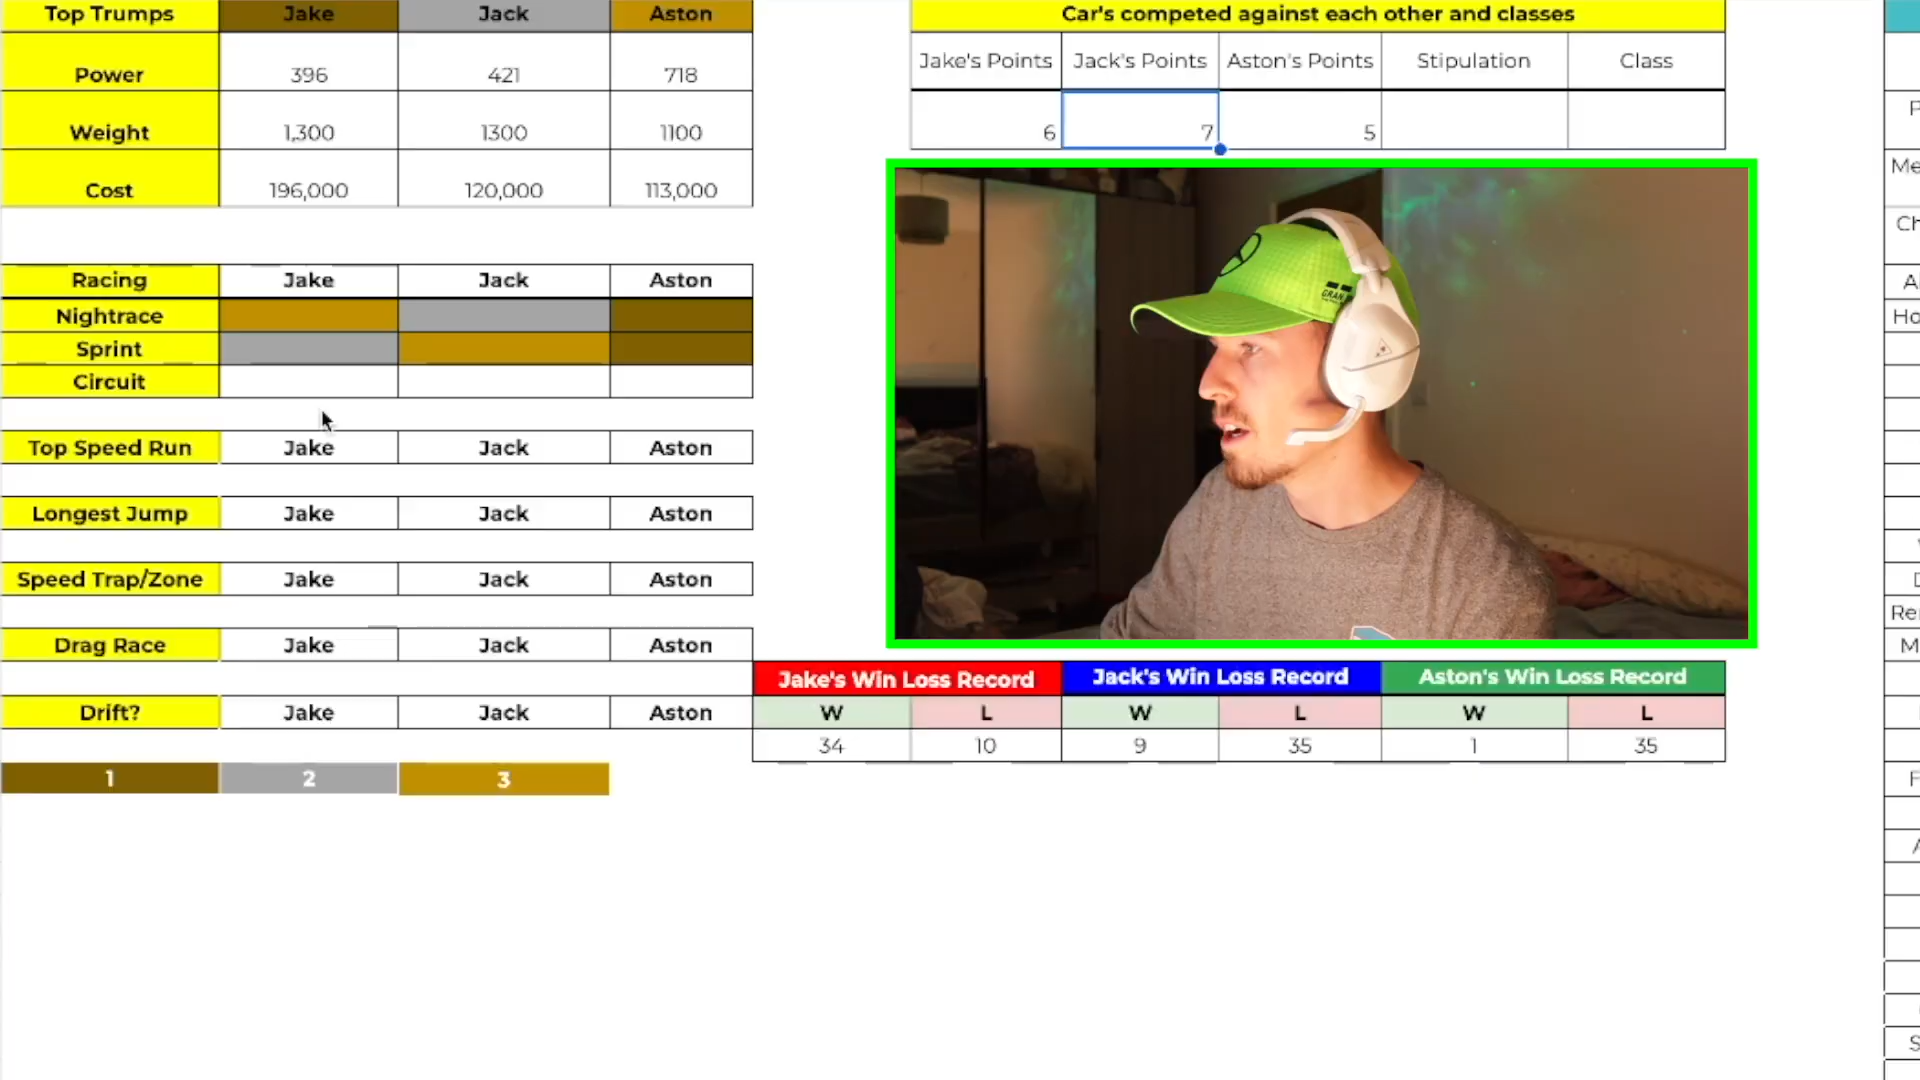 Top Trumps Jake Jack Aston
Power 396 421 718
Weight 1,300 1300 1100
Cost 196,000 120,000 113,000
Racing Jake Jack Aston
Nightrace
Sprint
Circuit
Top Speed Run Jake Jack Aston
Longest Jump Jake Jack Aston
Speed Trap/Zone Jake Jack Aston
Drag Race Jake Jack Aston
Drift? Jake Jack Aston
1 2 3
Car's competed against each other and classes
Jake's Points Jack's Points Aston's Points Stipulation Class
6 7 5
Jake's Win Loss Record Jack's Win Loss Record Aston's Win Loss Record
W L W L W L
34 10 9 35 1 35